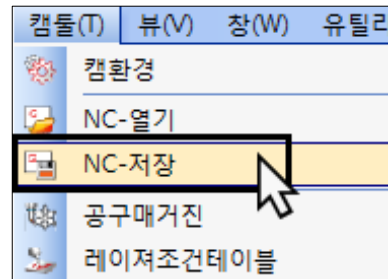 캠툴(T) 뷰(V) 창(W) 유틸리
캠환경
NC-열기
NC-저장
공구매거진
레이져조건테이블